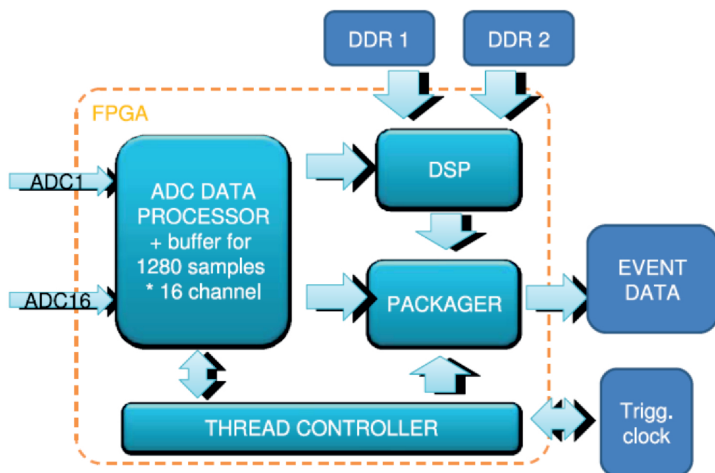 DDR 1
DDR 2
FPGA
ADC1
ADC DATA
PROCESSOR
+ buffer for
1280 samples
* 16 channel
DSP
ADC16
PACKAGER
EVENT
DATA
THREAD CONTROLLER
Trigg.
clock